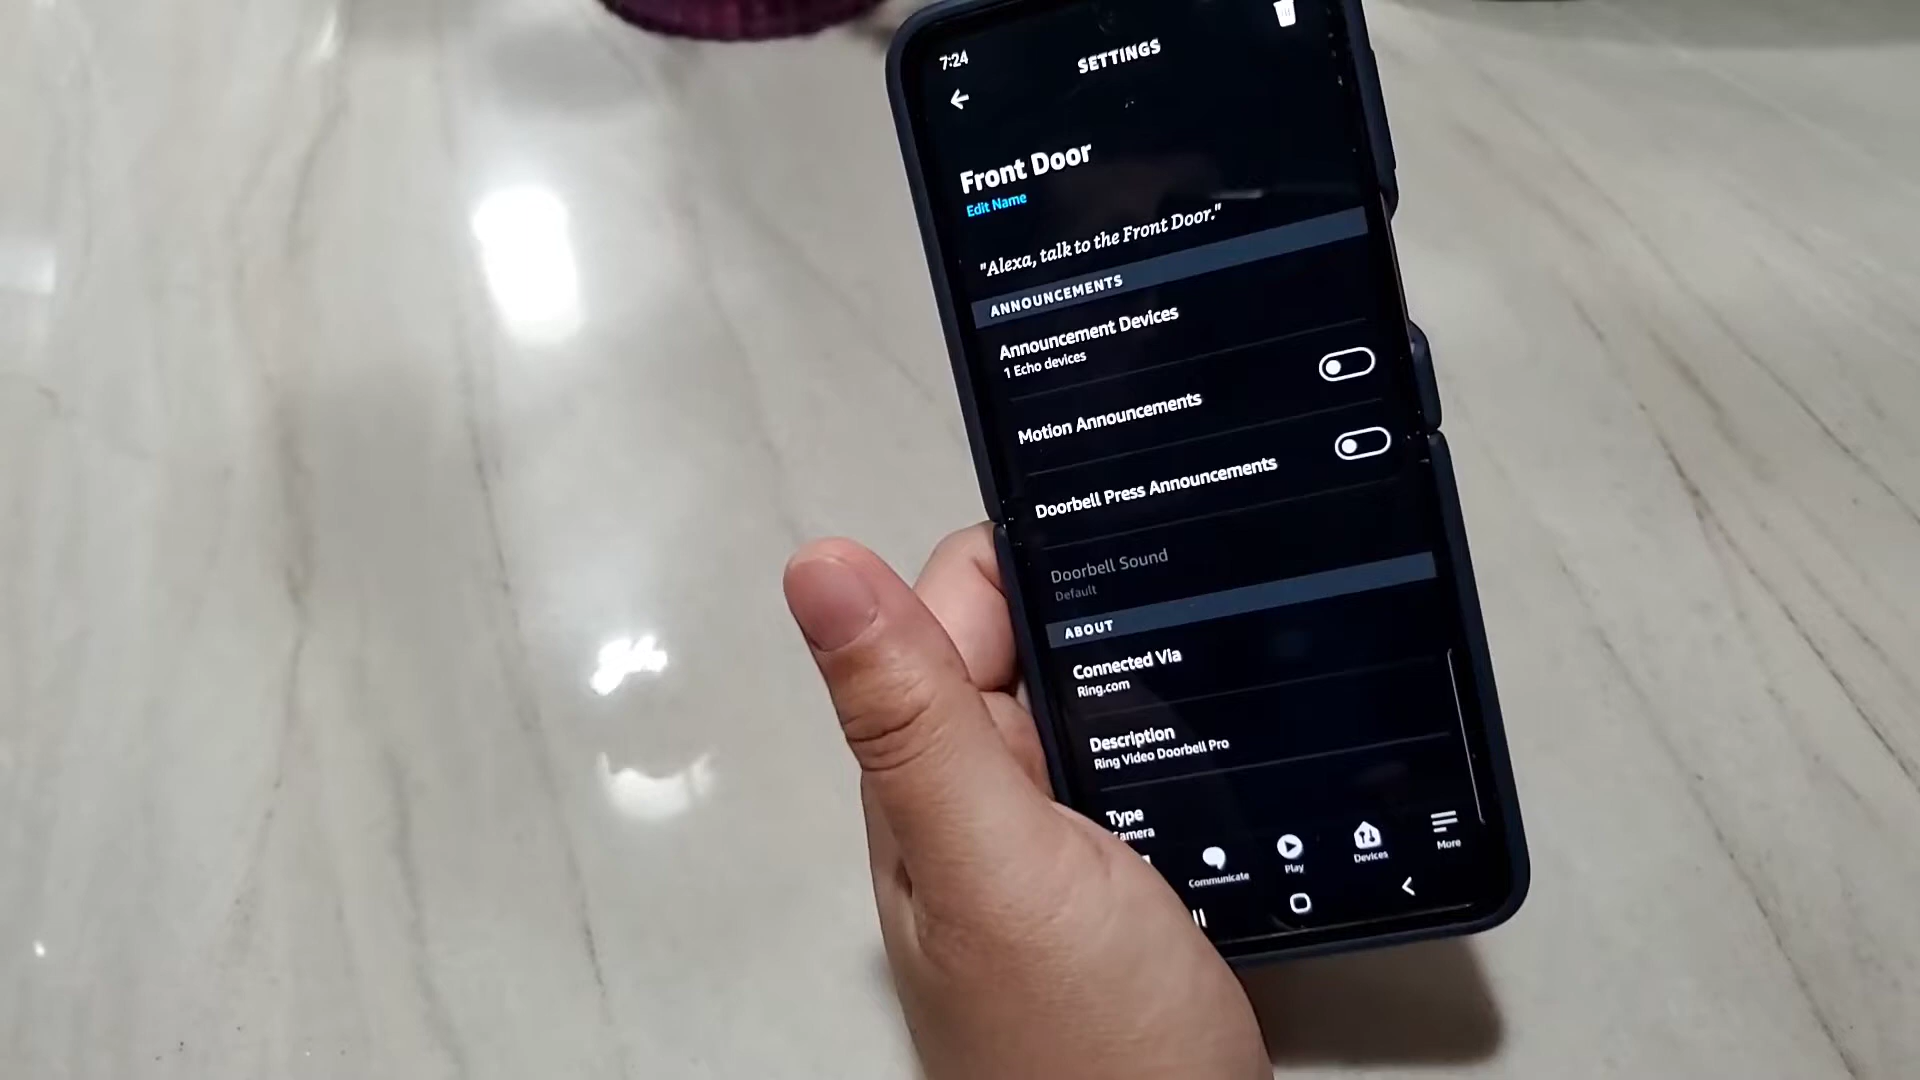 7:24
SETTINGS
Front Door
Edit Name
"Alexa, talk to the Front Door."
ANNOUNCEMENTS
Announcement Devices
1 Echo devices
Motion Announcements
Doorbell Press Announcements
Doorbell Sound
Default
ABOUT
Connected Via
Ring.com
Description
Ring Video Doorbell Pro
Type
Camera
Communicate
Play
Devices
More